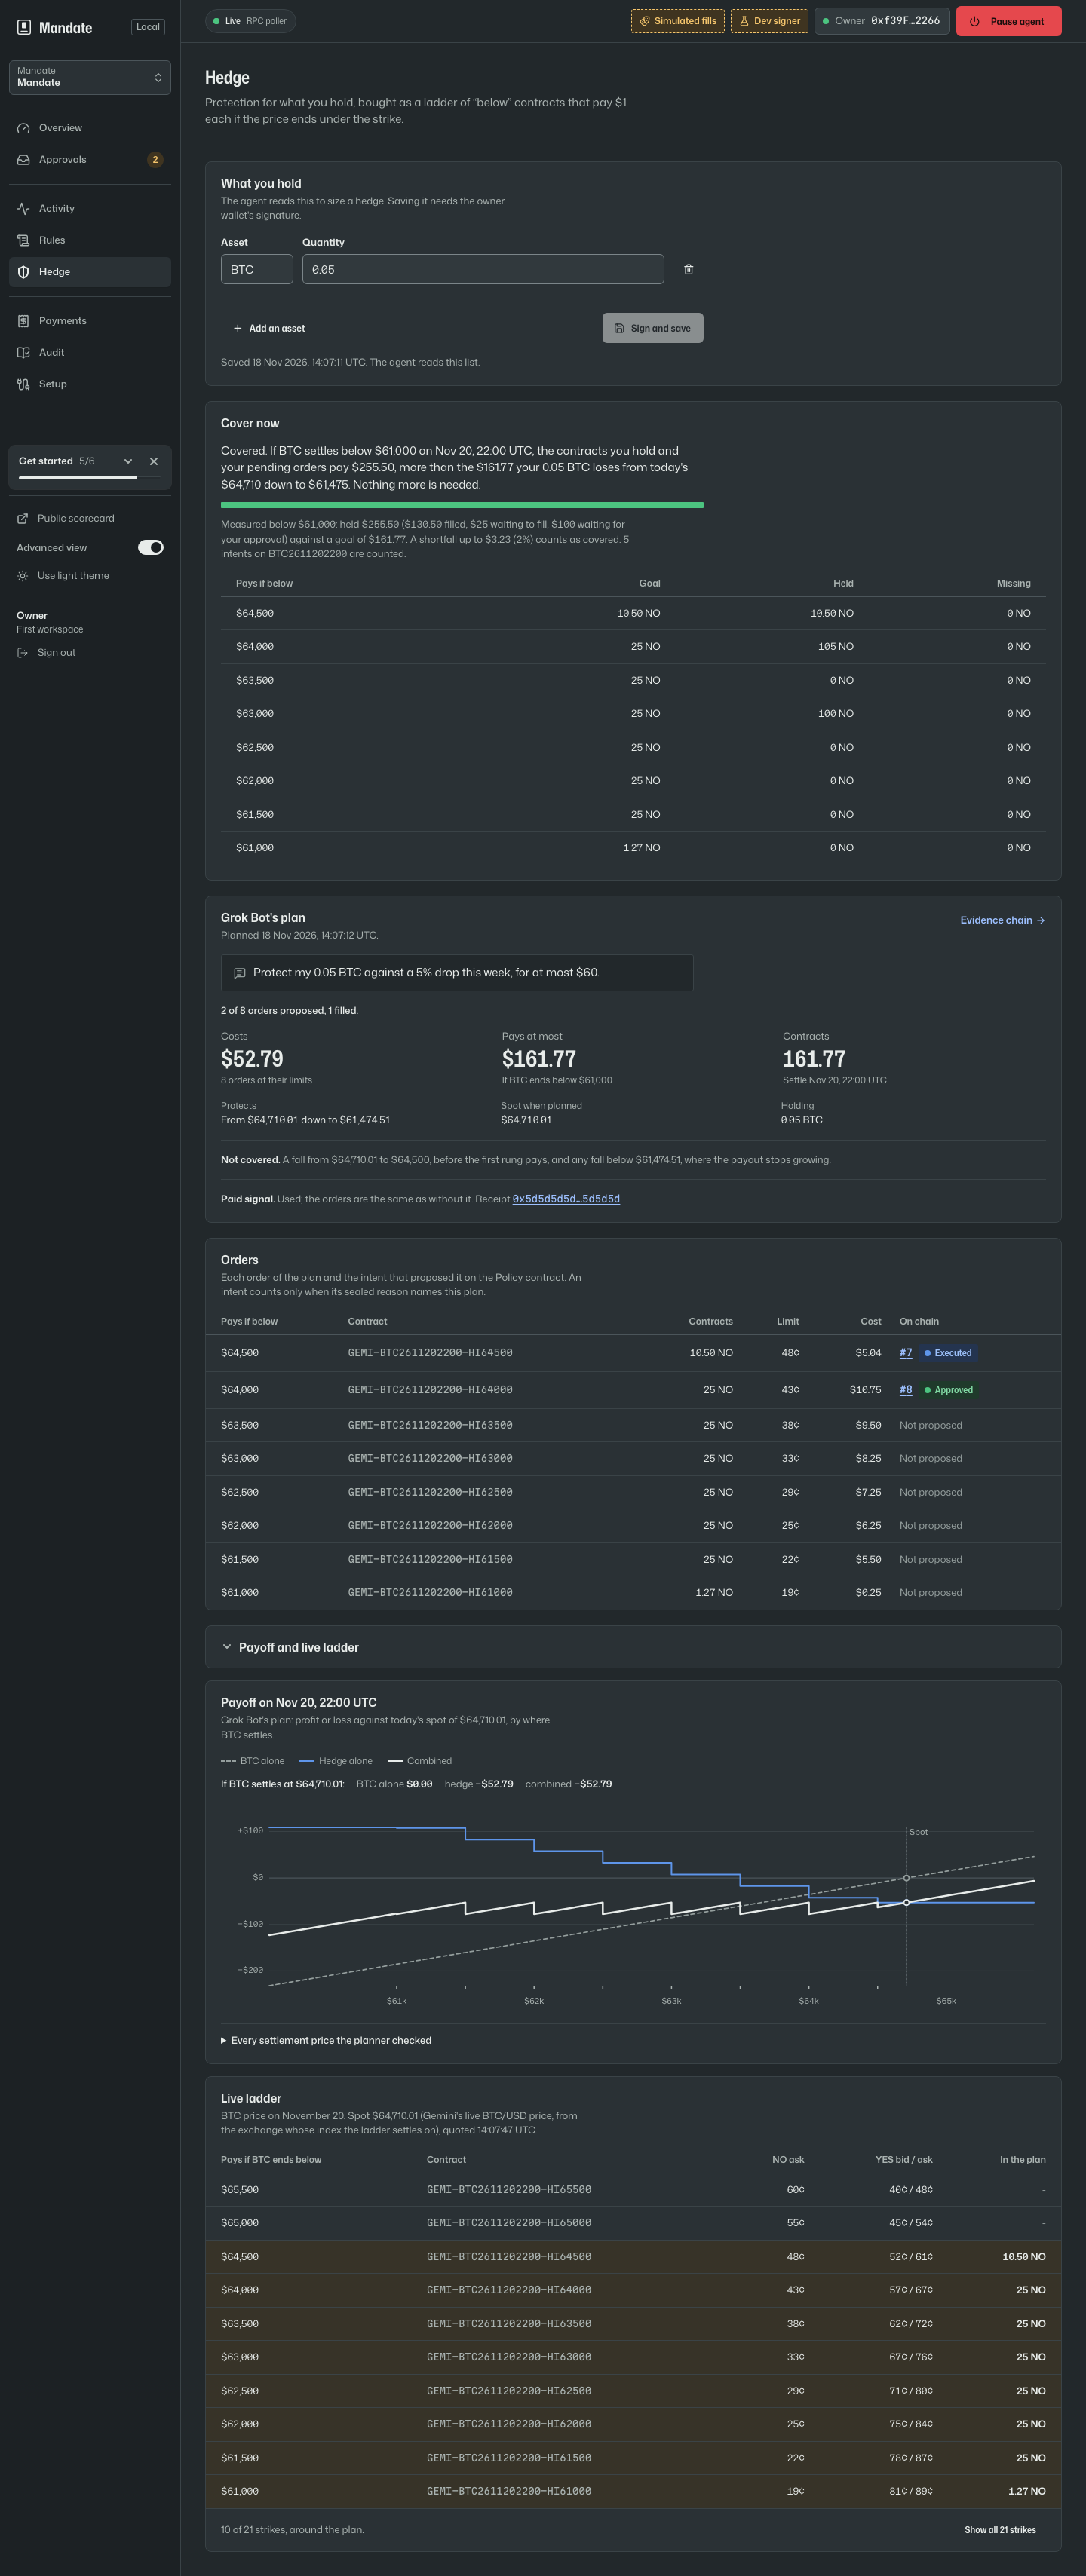 Mandate
Local
Mandate
Mandate
Overview
Approvals
2
Activity
Rules
Hedge
Payments
Audit
Setup
Get started 5/6
Public scorecard
Advanced view
Use light theme
Owner
First workspace
Sign out
Live RPC poller
Simulated fills
Dev signer
Owner 0xf39F…2266
Pause agent
Hedge
Protection for what you hold, bought as a ladder of “below” contracts that pay $1
each if the price ends under the strike.
What you hold
The agent reads this to size a hedge. Saving it needs the owner
wallet's signature.
Asset Quantity
BTC 0.05
Add an asset
Sign and save
Saved 18 Nov 2026, 14:07:11 UTC. The agent reads this list.
Cover now
Covered. If BTC settles below $61,000 on Nov 20, 22:00 UTC, the contracts you hold and
your pending orders pay $255.50, more than the $161.77 your 0.05 BTC loses from today's
$64,710 down to $61,475. Nothing more is needed.
Measured below $61,000: held $255.50 ($130.50 filled, $25 waiting to fill, $100 waiting for
your approval) against a goal of $161.77. A shortfall up to $3.23 (2%) counts as covered. 5
intents on BTC2611202200 are counted.
Pays if below Goal Held Missing
$64,500 10.50 NO 10.50 NO 0 NO
$64,000 25 NO 105 NO 0 NO
$63,500 25 NO 0 NO 0 NO
$63,000 25 NO 100 NO 0 NO
$62,500 25 NO 0 NO 0 NO
$62,000 25 NO 0 NO 0 NO
$61,500 25 NO 0 NO 0 NO
$61,000 1.27 NO 0 NO 0 NO
Grok Bot's plan
Evidence chain →
Planned 18 Nov 2026, 14:07:12 UTC.
Protect my 0.05 BTC against a 5% drop this week, for at most $60.
2 of 8 orders proposed, 1 filled.
Costs Pays at most Contracts
$52.79 $161.77 161.77
8 orders at their limits If BTC ends below $61,000 Settle Nov 20, 22:00 UTC
Protects Spot when planned Holding
From $64,710.01 down to $61,474.51 $64,710.01 0.05 BTC
Not covered. A fall from $64,710.01 to $64,500, before the first rung pays, and any fall below $61,474.51, where the payout stops growing.
Paid signal. Used; the orders are the same as without it. Receipt 0x5d5d5d5d…5d5d5d
Orders
Each order of the plan and the intent that proposed it on the Policy contract. An
intent counts only when its sealed reason names this plan.
Pays if below Contract Contracts Limit Cost On chain
$64,500 GEMI-BTC2611202200-HI64500 10.50 NO 48¢ $5.04 #7 Executed
$64,000 GEMI-BTC2611202200-HI64000 25 NO 43¢ $10.75 #8 Approved
$63,500 GEMI-BTC2611202200-HI63500 25 NO 38¢ $9.50 Not proposed
$63,000 GEMI-BTC2611202200-HI63000 25 NO 33¢ $8.25 Not proposed
$62,500 GEMI-BTC2611202200-HI62500 25 NO 29¢ $7.25 Not proposed
$62,000 GEMI-BTC2611202200-HI62000 25 NO 25¢ $6.25 Not proposed
$61,500 GEMI-BTC2611202200-HI61500 25 NO 22¢ $5.50 Not proposed
$61,000 GEMI-BTC2611202200-HI61000 1.27 NO 19¢ $0.25 Not proposed
Payoff and live ladder
Payoff on Nov 20, 22:00 UTC
Grok Bot's plan: profit or loss against today's spot of $64,710.01, by where
BTC settles.
BTC alone Hedge alone Combined
If BTC settles at $64,710.01: BTC alone $0.00 hedge −$52.79 combined −$52.79
+$100
Spot
$0
−$100
−$200
$61k $62k $63k $64k $65k
Every settlement price the planner checked
Live ladder
BTC price on November 20. Spot $64,710.01 (Gemini's live BTC/USD price, from
the exchange whose index the ladder settles on), quoted 14:07:47 UTC.
Pays if BTC ends below Contract NO ask YES bid / ask In the plan
$65,500 GEMI-BTC2611202200-HI65500 60¢ 40¢ / 48¢ -
$65,000 GEMI-BTC2611202200-HI65000 55¢ 45¢ / 54¢ -
$64,500 GEMI-BTC2611202200-HI64500 48¢ 52¢ / 61¢ 10.50 NO
$64,000 GEMI-BTC2611202200-HI64000 43¢ 57¢ / 67¢ 25 NO
$63,500 GEMI-BTC2611202200-HI63500 38¢ 62¢ / 72¢ 25 NO
$63,000 GEMI-BTC2611202200-HI63000 33¢ 67¢ / 76¢ 25 NO
$62,500 GEMI-BTC2611202200-HI62500 29¢ 71¢ / 80¢ 25 NO
$62,000 GEMI-BTC2611202200-HI62000 25¢ 75¢ / 84¢ 25 NO
$61,500 GEMI-BTC2611202200-HI61500 22¢ 78¢ / 87¢ 25 NO
$61,000 GEMI-BTC2611202200-HI61000 19¢ 81¢ / 89¢ 1.27 NO
10 of 21 strikes, around the plan.
Show all 21 strikes